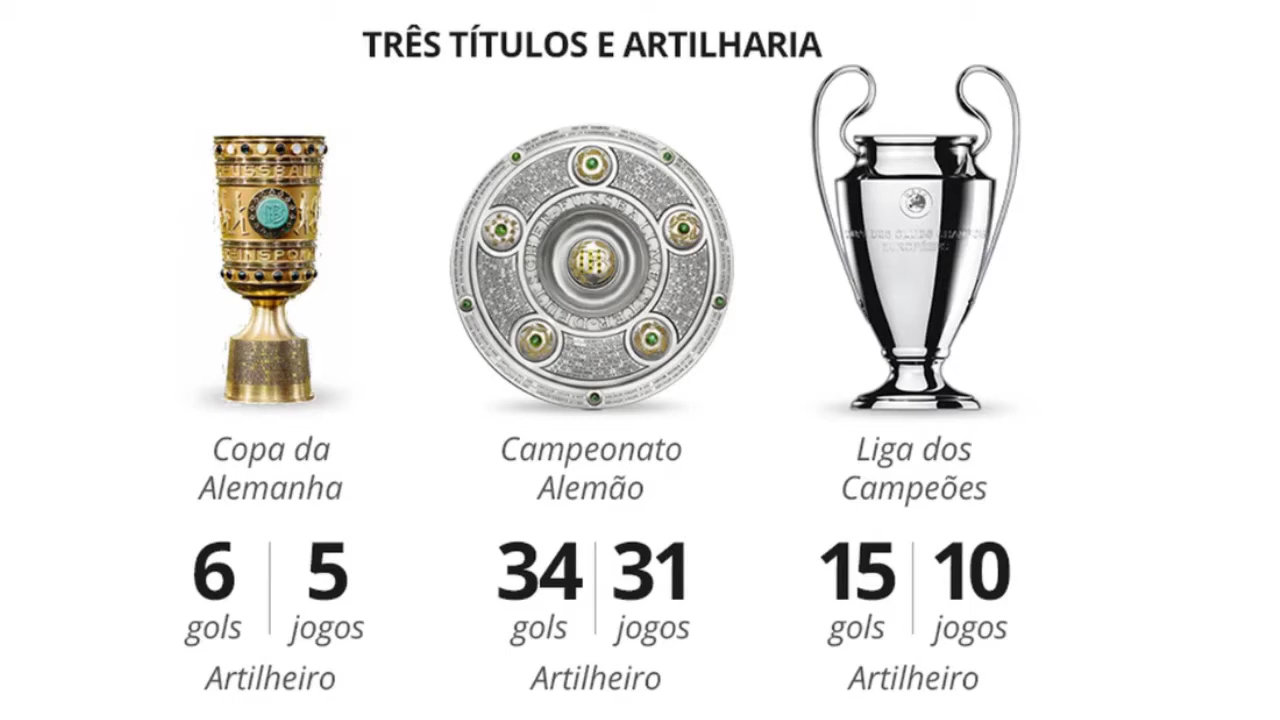 TRÊS TÍTULOS E ARTILHARIA
Copa da
Alemanha
Campeonato
Alemão
Liga dos
Campeões
6 5
gols jogos
Artilheiro
34 31
gols jogos
Artilheiro
15 10
gols jogos
Artilheiro